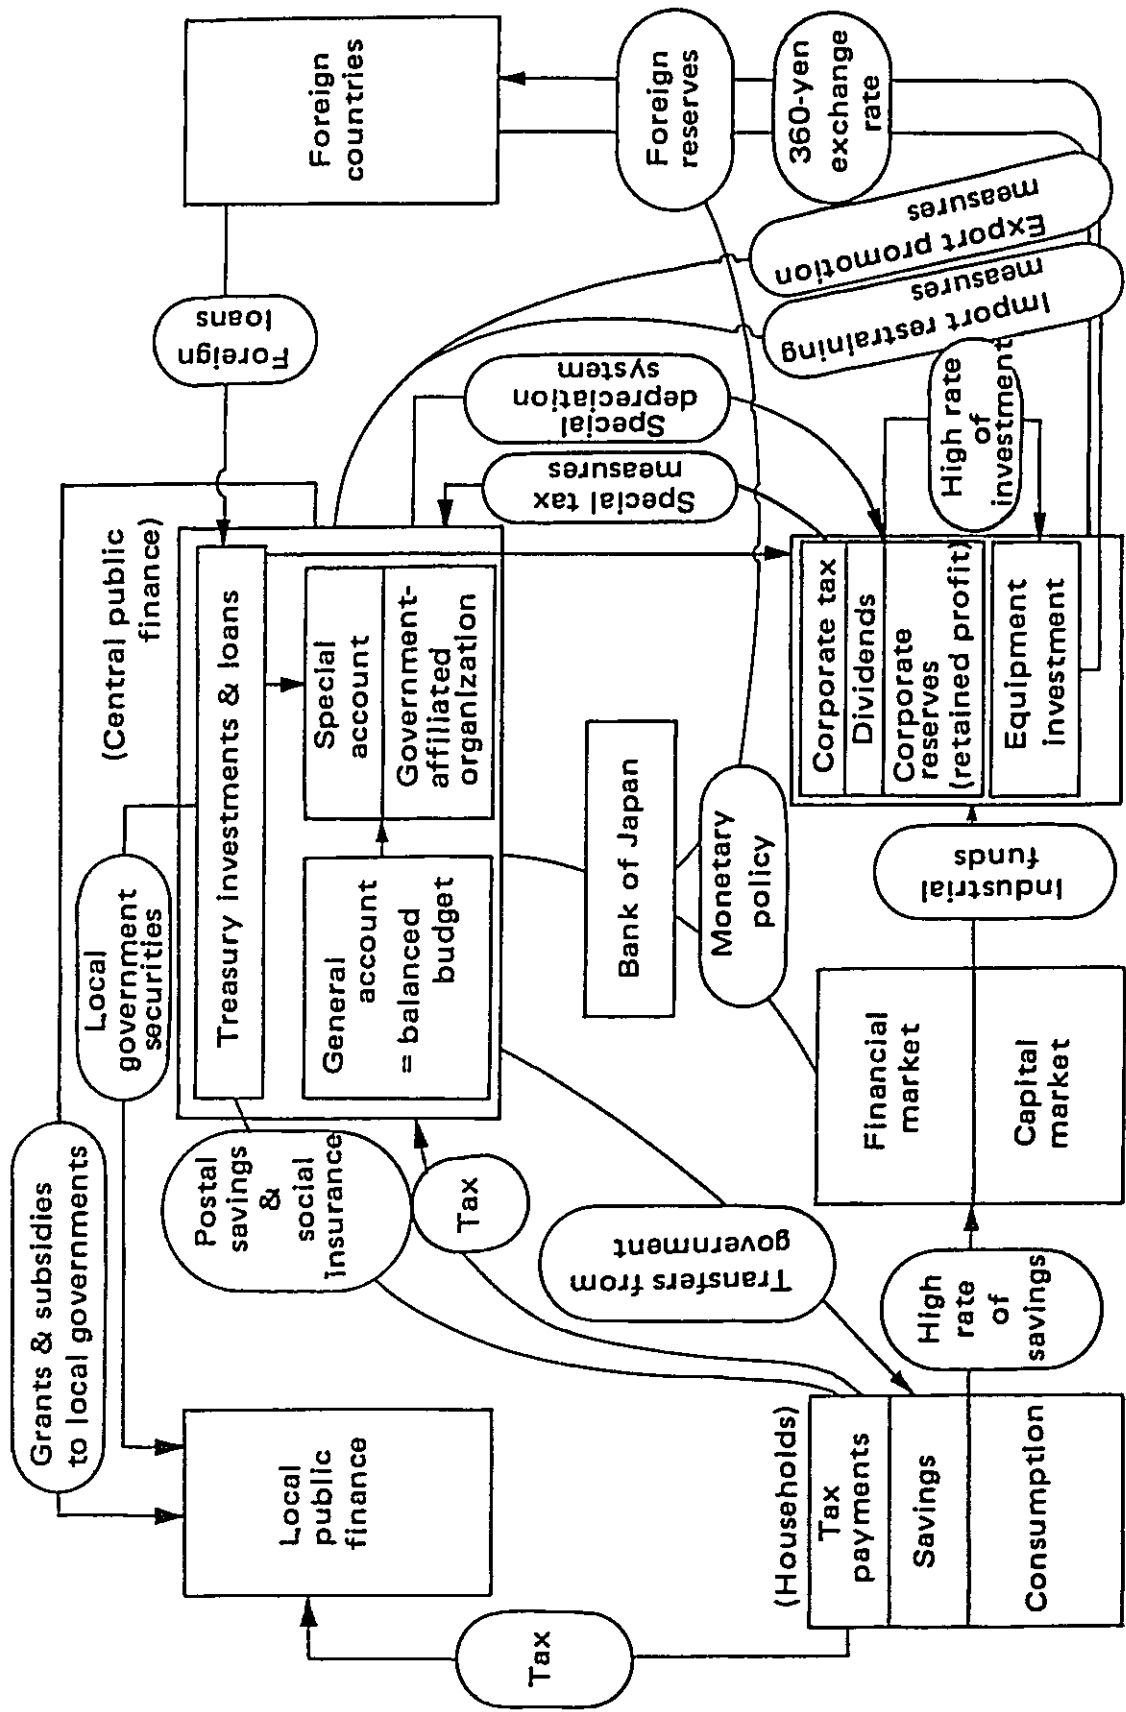 Grants & subsidies
to local governments
Local
government
securities
(Central public
finance)
Foreign
loans
Foreign
countries
Local
public
finance
Postal
savings
&
social
insurance
Treasury investments & loans
General
account
= balanced
budget
Special
account
Government-
affiliated
organization
Tax
Tax
Special tax
measures
Special
depreciation
system
Transfers from
government
Bank of Japan
Monetary
policy
Foreign
reserves
360-yen
exchange
rate
Export promotion
measures
Import restraining
measures
(Households)
Tax
payments
Savings
Consumption
High
rate
of
savings
Financial
market
Capital
market
Industrial
funds
Corporate tax
Dividends
Corporate
reserves
(retained profit)
Equipment
investment
High rate
of
investment